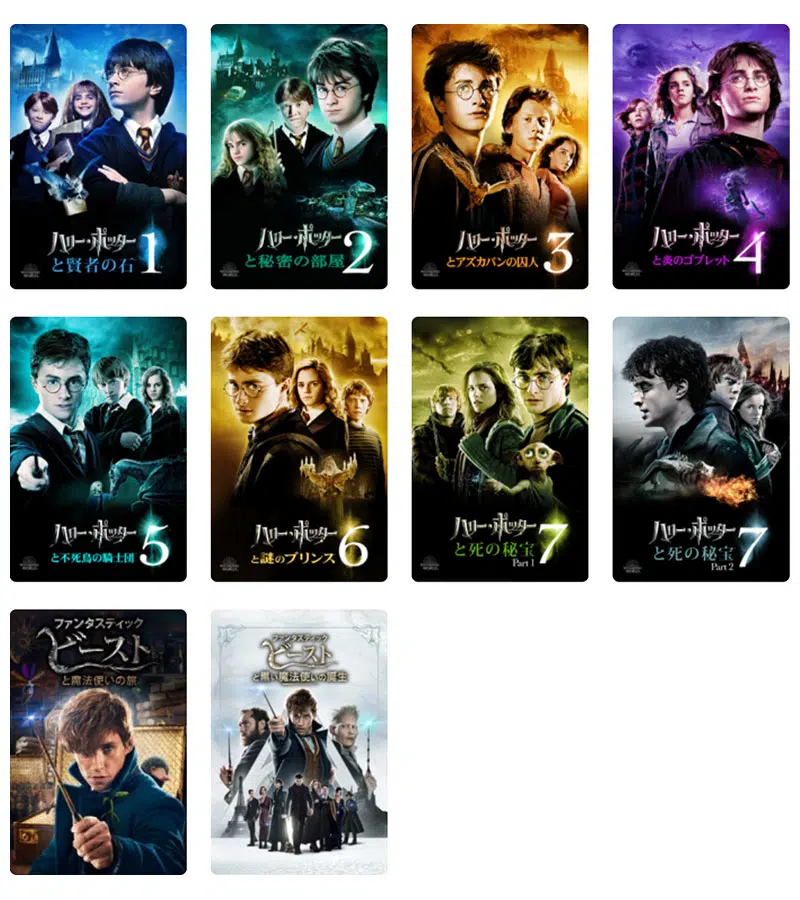 ハリー・ポッター
と賢者の石 1
ハリー・ポッター
と秘密の部屋 2
ハリー・ポッター
とアズカバンの囚人 3
ハリー・ポッター
と炎のゴブレット 4
ハリー・ポッター
と不死鳥の騎士団 5
ハリー・ポッター
と謎のプリンス 6
ハリー・ポッター
と死の秘宝 7
Part 1
ハリー・ポッター
と死の秘宝 7
Part 2
ファンタスティック
ビースト
と魔法使いの旅
ファンタスティック
ビースト
と黒い魔法使いの誕生